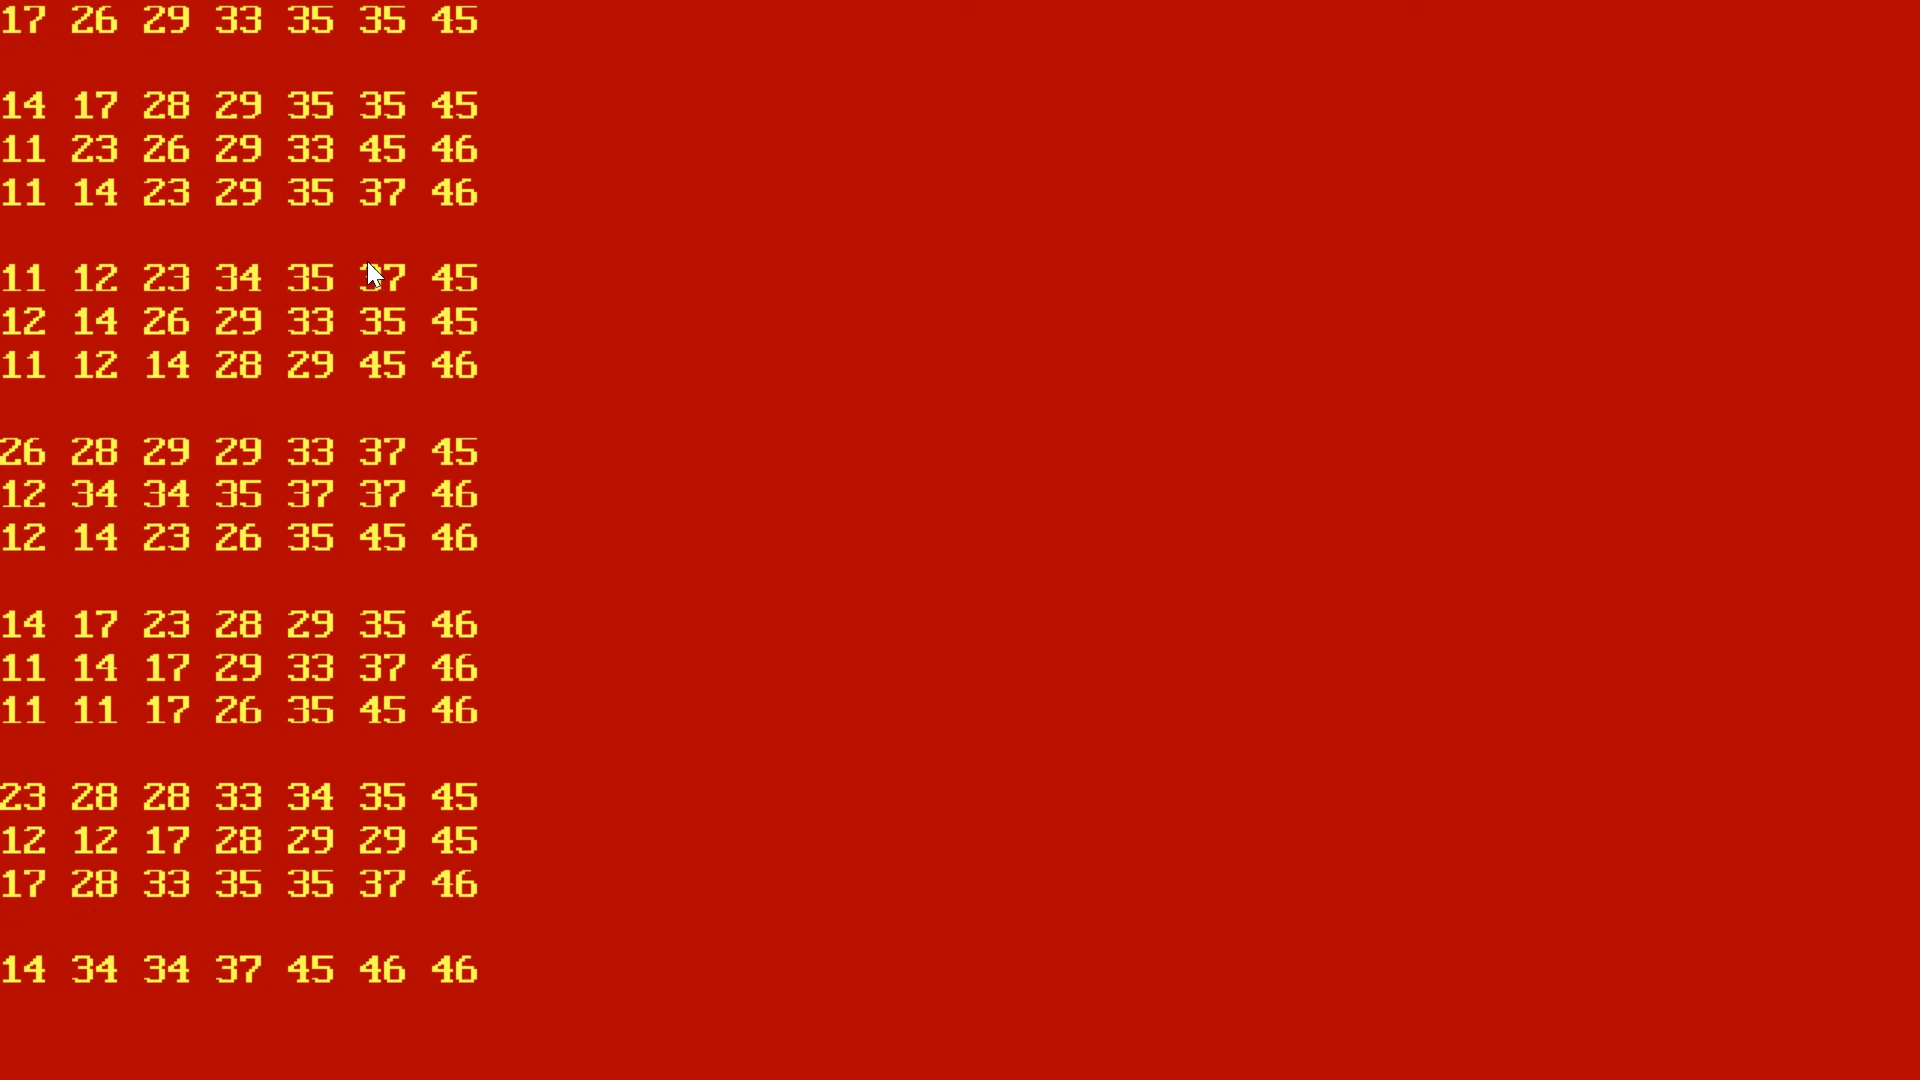 17 26 29 33 35 35 45
14 17 28 29 35 35 45
11 23 26 29 33 45 46
11 14 23 29 35 37 46
11 12 23 34 35 37 45
12 14 26 29 33 35 45
11 12 14 28 29 45 46
26 28 29 29 33 37 45
12 34 34 35 37 37 46
12 14 23 26 35 45 46
14 17 23 28 29 35 46
11 14 17 29 33 37 46
11 11 17 26 35 45 46
23 28 28 33 34 35 45
12 12 17 28 29 29 45
17 28 33 35 35 37 46
14 34 34 37 45 46 46